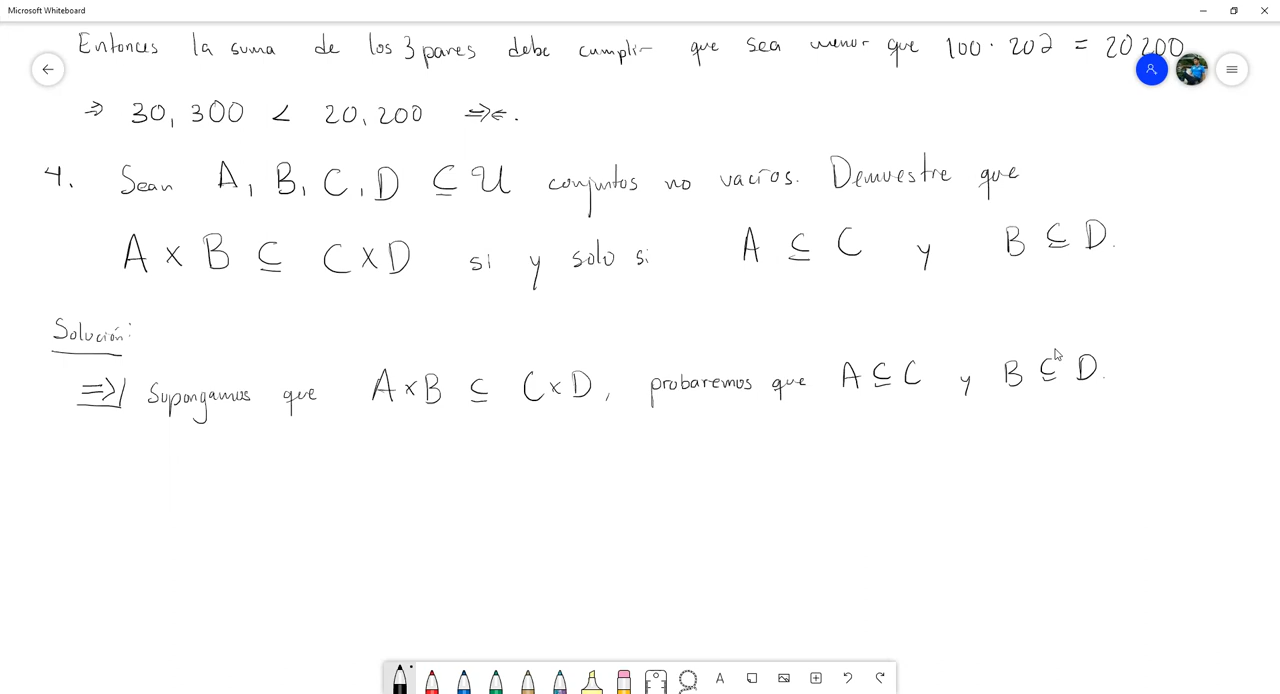 Microsoft Whiteboard
Entonces la suma de los 3 pares debe cumplir que sea menor que 100 · 202 = 20 200
⇒ 30, 300 < 20, 200 ⇒⇐.
4. Sean A, B, C, D ⊆ U conjuntos no vacíos. Demuestre que
A × B ⊆ C × D si y solo si A ⊆ C y B ⊆ D.
Solución:
⇒) Supongamos que A × B ⊆ C × D, probaremos que A ⊆ C y B ⊆ D.
A